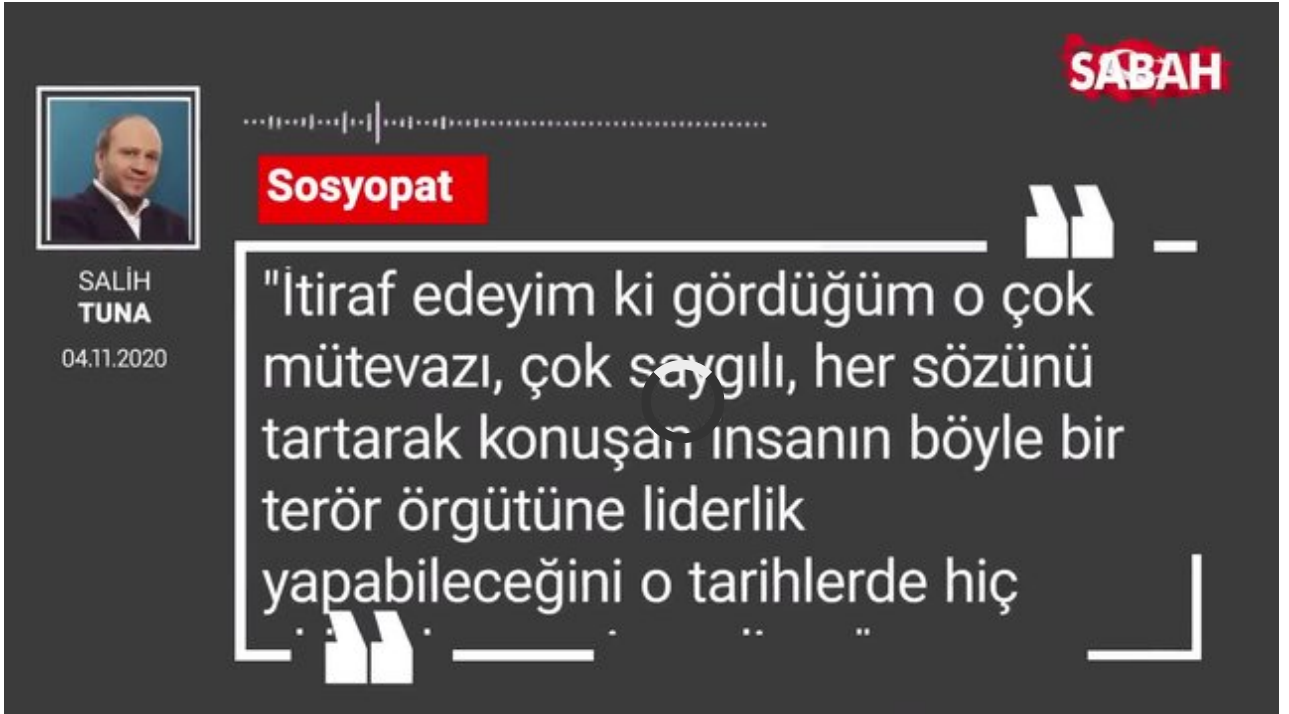 SABAH
Sosyopat
SALİH
TUNA
04.11.2020
"İtiraf edeyim ki gördüğüm o çok
mütevazı, çok saygılı, her sözünü
tartarak konuşan insanın böyle bir
terör örgütüne liderlik
yapabileceğini o tarihlerde hiç